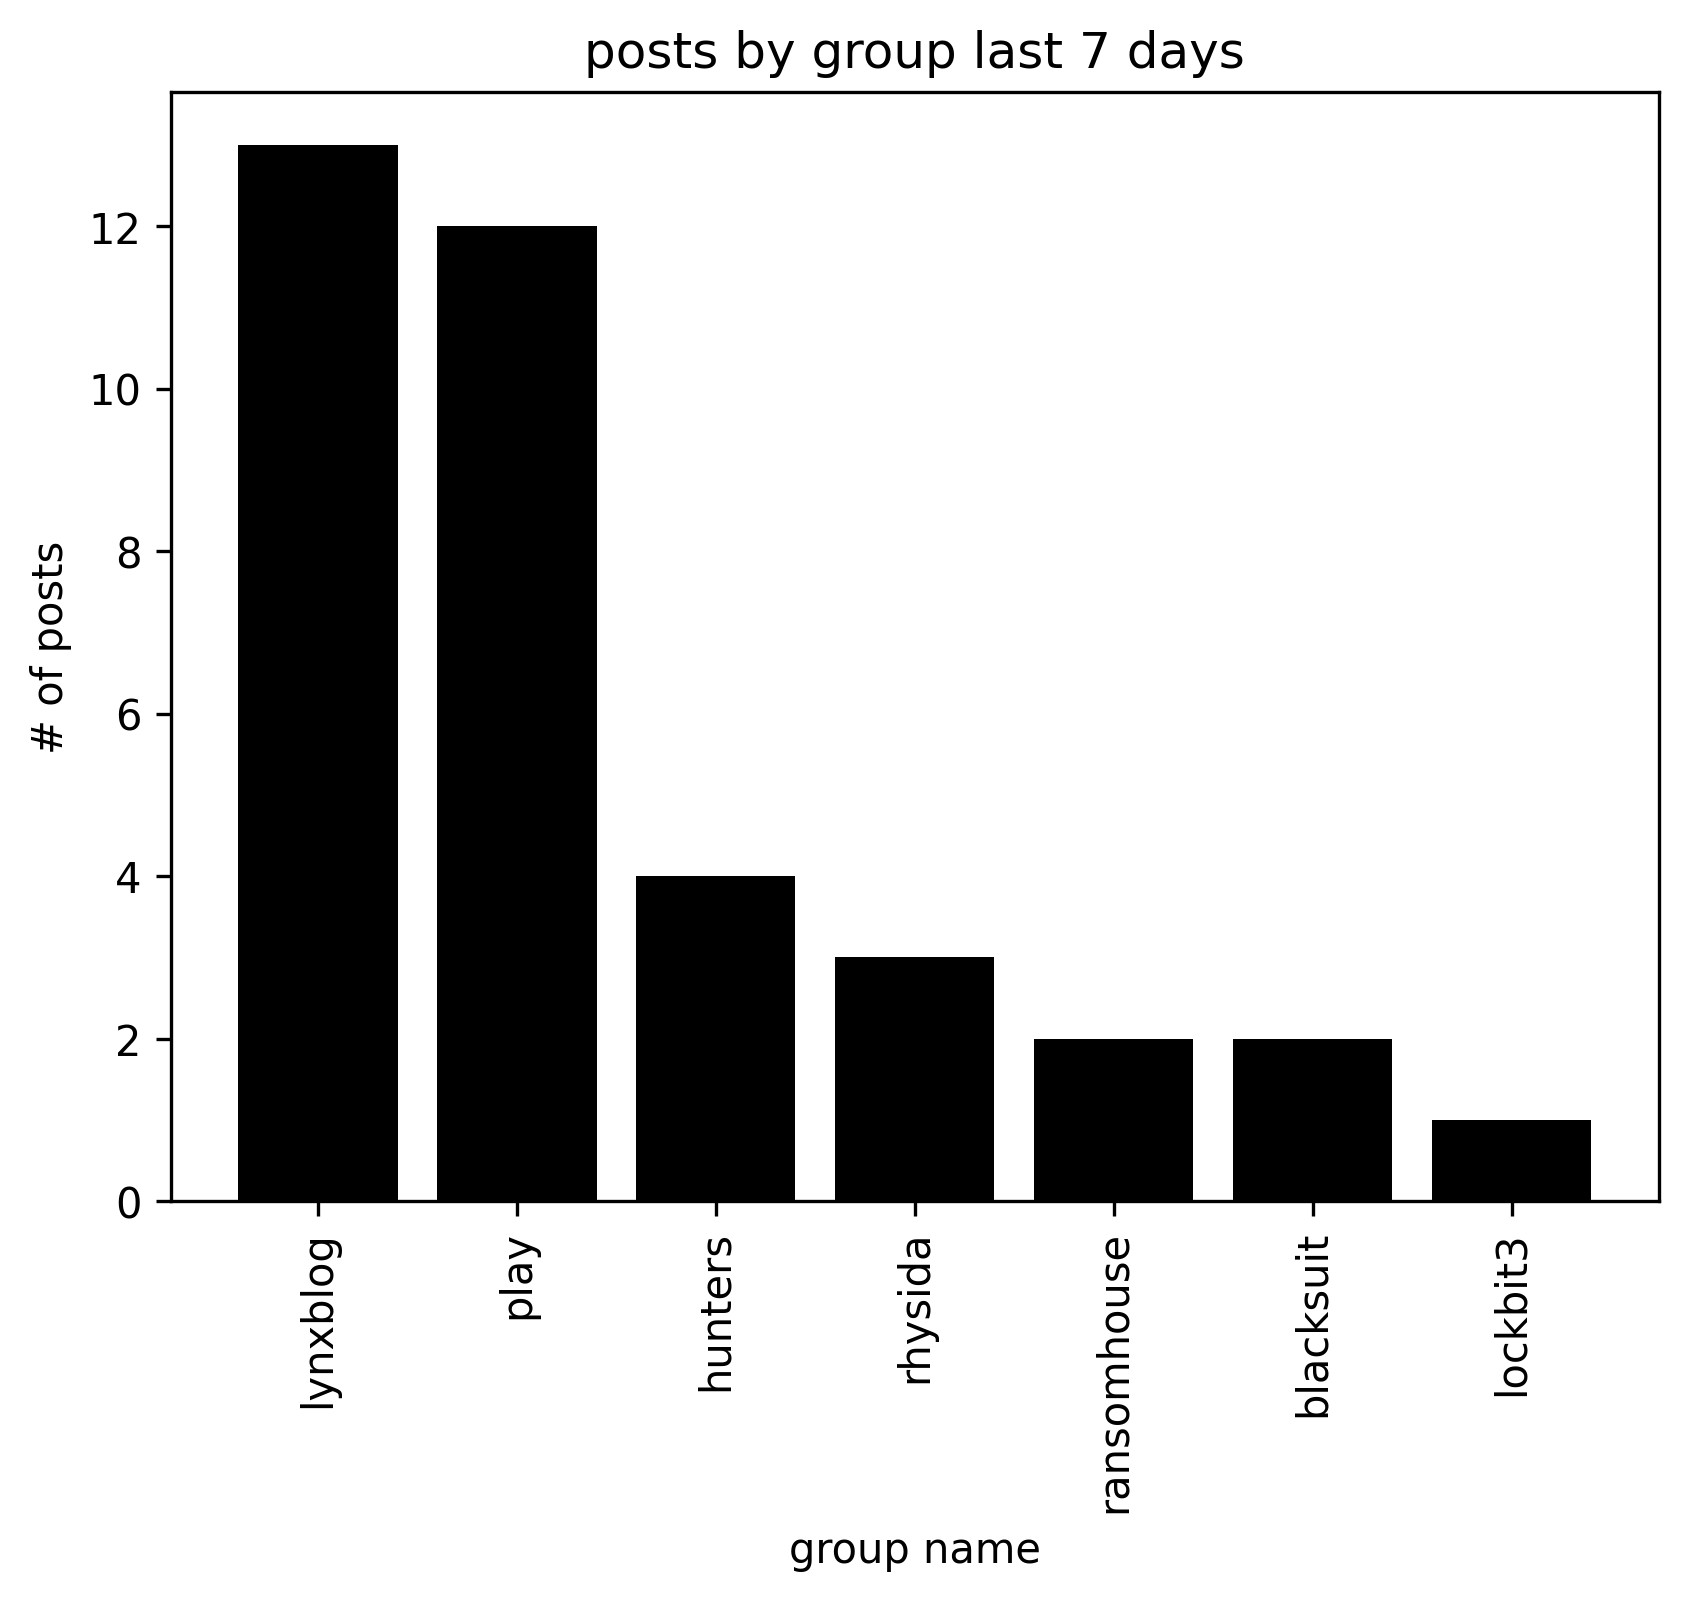 posts by group last 7 days
# of posts
12
10
8
6
4
2
0
lynxblog
play
hunters
rhysida
ransomhouse
blacksuit
lockbit3
group name